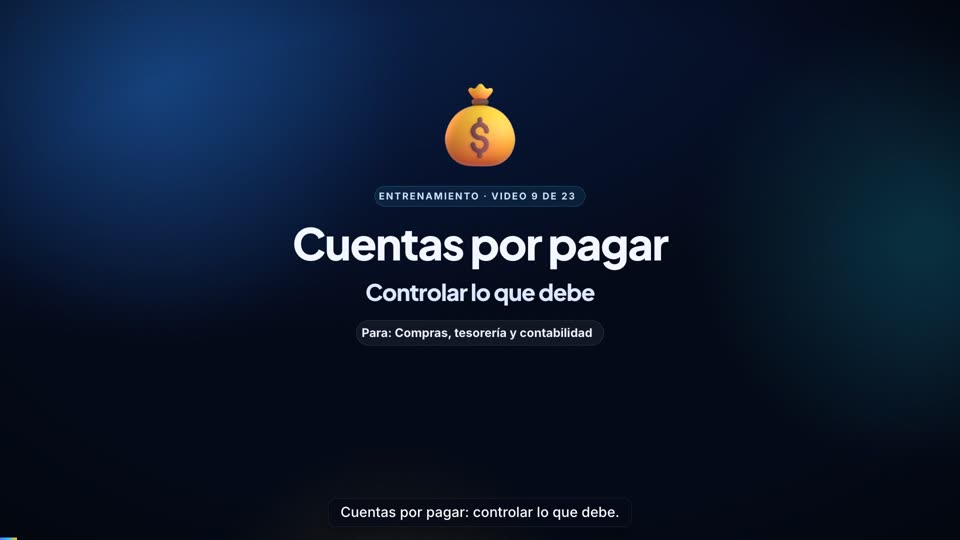 $
ENTRENAMIENTO · VIDEO 9 DE 23
Cuentas por pagar
Controlar lo que debe
Para: Compras, tesorería y contabilidad
Cuentas por pagar: controlar lo que debe.